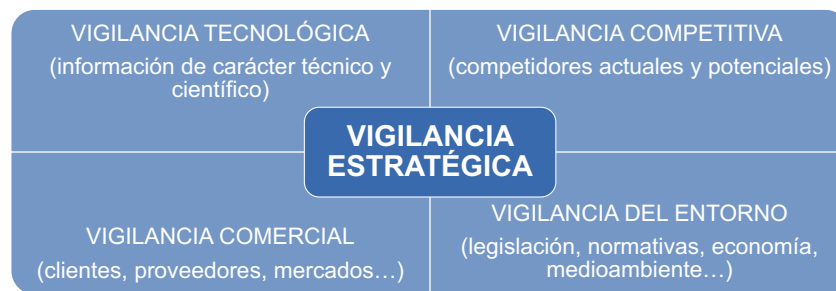 VIGILANCIA TECNOLÓGICA
(información de carácter técnico y
científico)
VIGILANCIA COMPETITIVA
(competidores actuales y potenciales)
VIGILANCIA
ESTRATÉGICA
VIGILANCIA COMERCIAL
(clientes, proveedores, mercados…)
VIGILANCIA DEL ENTORNO
(legislación, normativas, economía,
medioambiente…)